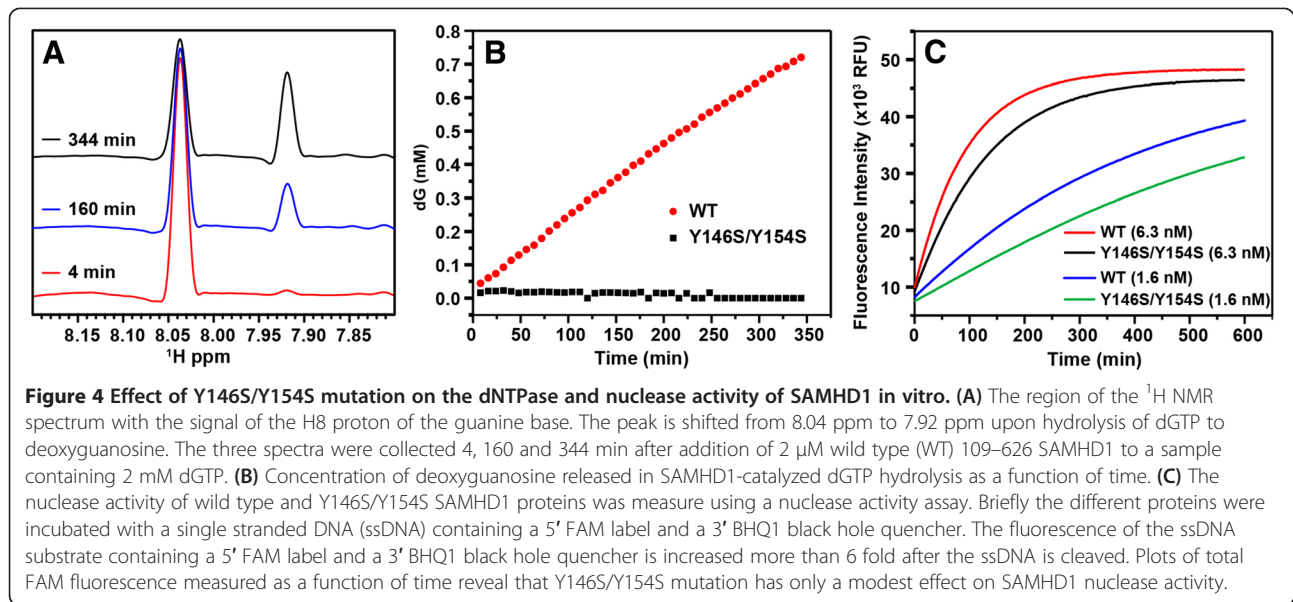 A
344 min
160 min
4 min
8.15 8.10 8.05 8.00 7.95 7.90 7.85
¹H ppm
B
0.8
0.7
0.6
0.5
0.4
0.3
0.2
0.1
0.0
dG (mM)
WT
Y146S/Y154S
0 50 100 150 200 250 300 350
Time (min)
C
50
40
30
20
10
Fluorescence Intensity (x10³ RFU)
WT (6.3 nM)
Y146S/Y154S (6.3 nM)
WT (1.6 nM)
Y146S/Y154S (1.6 nM)
0 100 200 300 400 500 600
Time (min)
Figure 4 Effect of Y146S/Y154S mutation on the dNTPase and nuclease activity of SAMHD1 in vitro. (A) The region of the ¹H NMR
spectrum with the signal of the H8 proton of the guanine base. The peak is shifted from 8.04 ppm to 7.92 ppm upon hydrolysis of dGTP to
deoxyguanosine. The three spectra were collected 4, 160 and 344 min after addition of 2 μM wild type (WT) 109–626 SAMHD1 to a sample
containing 2 mM dGTP. (B) Concentration of deoxyguanosine released in SAMHD1-catalyzed dGTP hydrolysis as a function of time. (C) The
nuclease activity of wild type and Y146S/Y154S SAMHD1 proteins was measure using a nuclease activity assay. Briefly the different proteins were
incubated with a single stranded DNA (ssDNA) containing a 5′ FAM label and a 3′ BHQ1 black hole quencher. The fluorescence of the ssDNA
substrate containing a 5′ FAM label and a 3′ BHQ1 black hole quencher is increased more than 6 fold after the ssDNA is cleaved. Plots of total
FAM fluorescence measured as a function of time reveal that Y146S/Y154S mutation has only a modest effect on SAMHD1 nuclease activity.